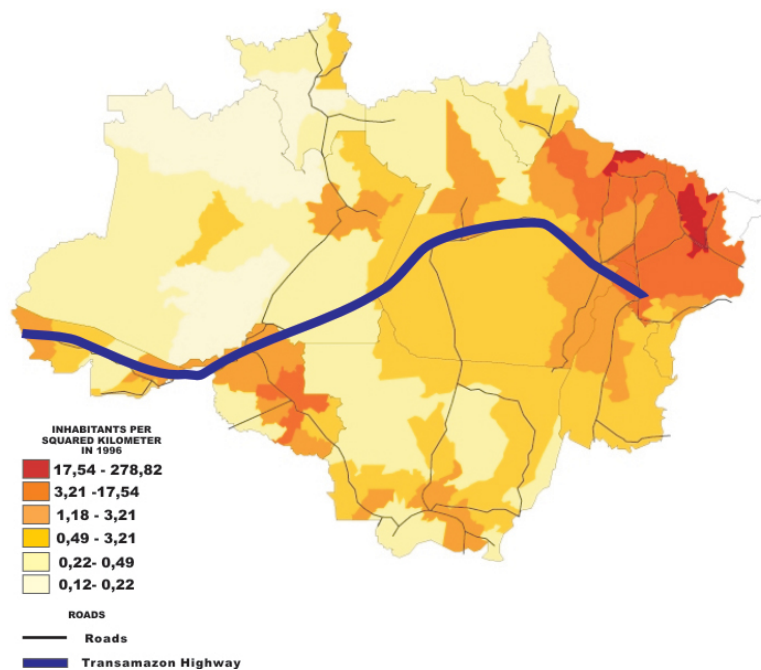 INHABITANTS PER
SQUARED KILOMETER
IN 1996
17,54 - 278,82
3,21 -17,54
1,18 - 3,21
0,49 - 3,21
0,22- 0,49
0,12- 0,22
ROADS
Roads
Transamazon Highway